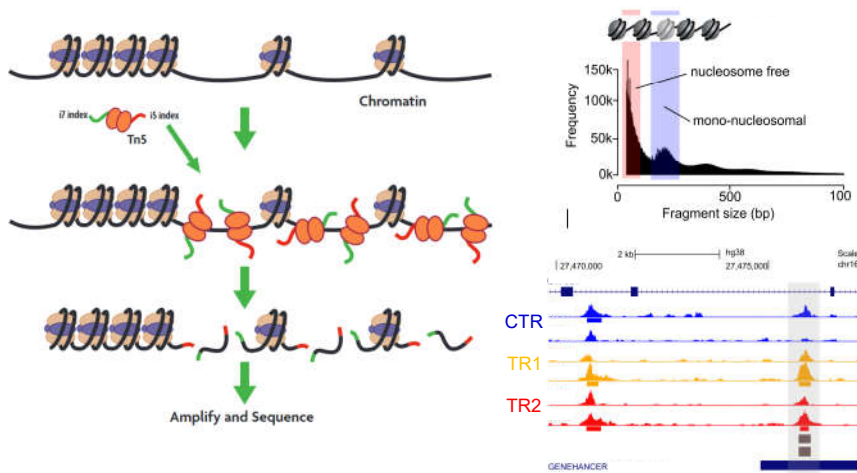 Chromatin
i7 index
i5 index
Tn5
Amplify and Sequence
nucleosome free
mono-nucleosomal
Frequency
150k
100k
50k
0k
0
500
100
Fragment size (bp)
2 kb
hg38
Scale
27,470,000
27,475,000
chr16
CTR
TR1
TR2
GENEHANCER